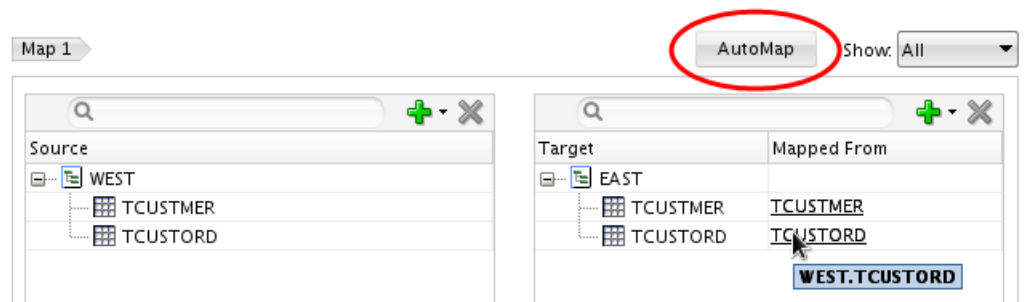 Map 1
AutoMap Show: All
Source
WEST
TCUSTMER
TCUSTORD
Target Mapped From
EAST
TCUSTMER TCUSTMER
TCUSTORD TCUSTORD
WEST.TCUSTORD